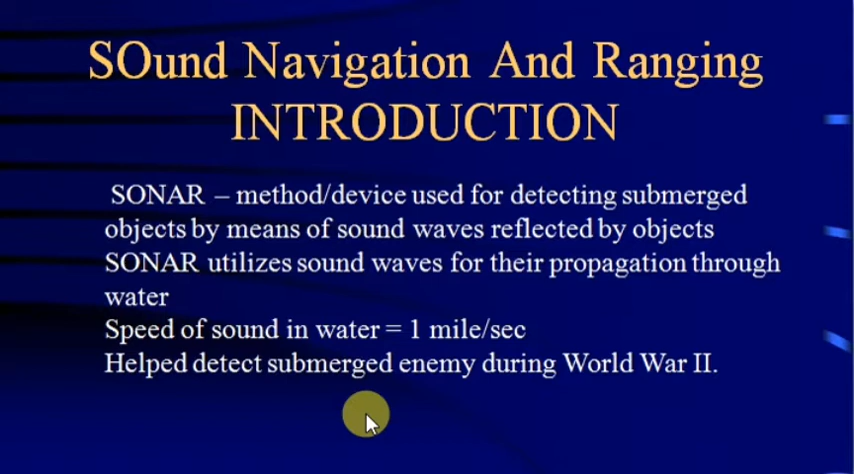 SOund Navigation And Ranging
INTRODUCTION
SONAR – method/device used for detecting submerged
objects by means of sound waves reflected by objects
SONAR utilizes sound waves for their propagation through
water
Speed of sound in water = 1 mile/sec
Helped detect submerged enemy during World War II.